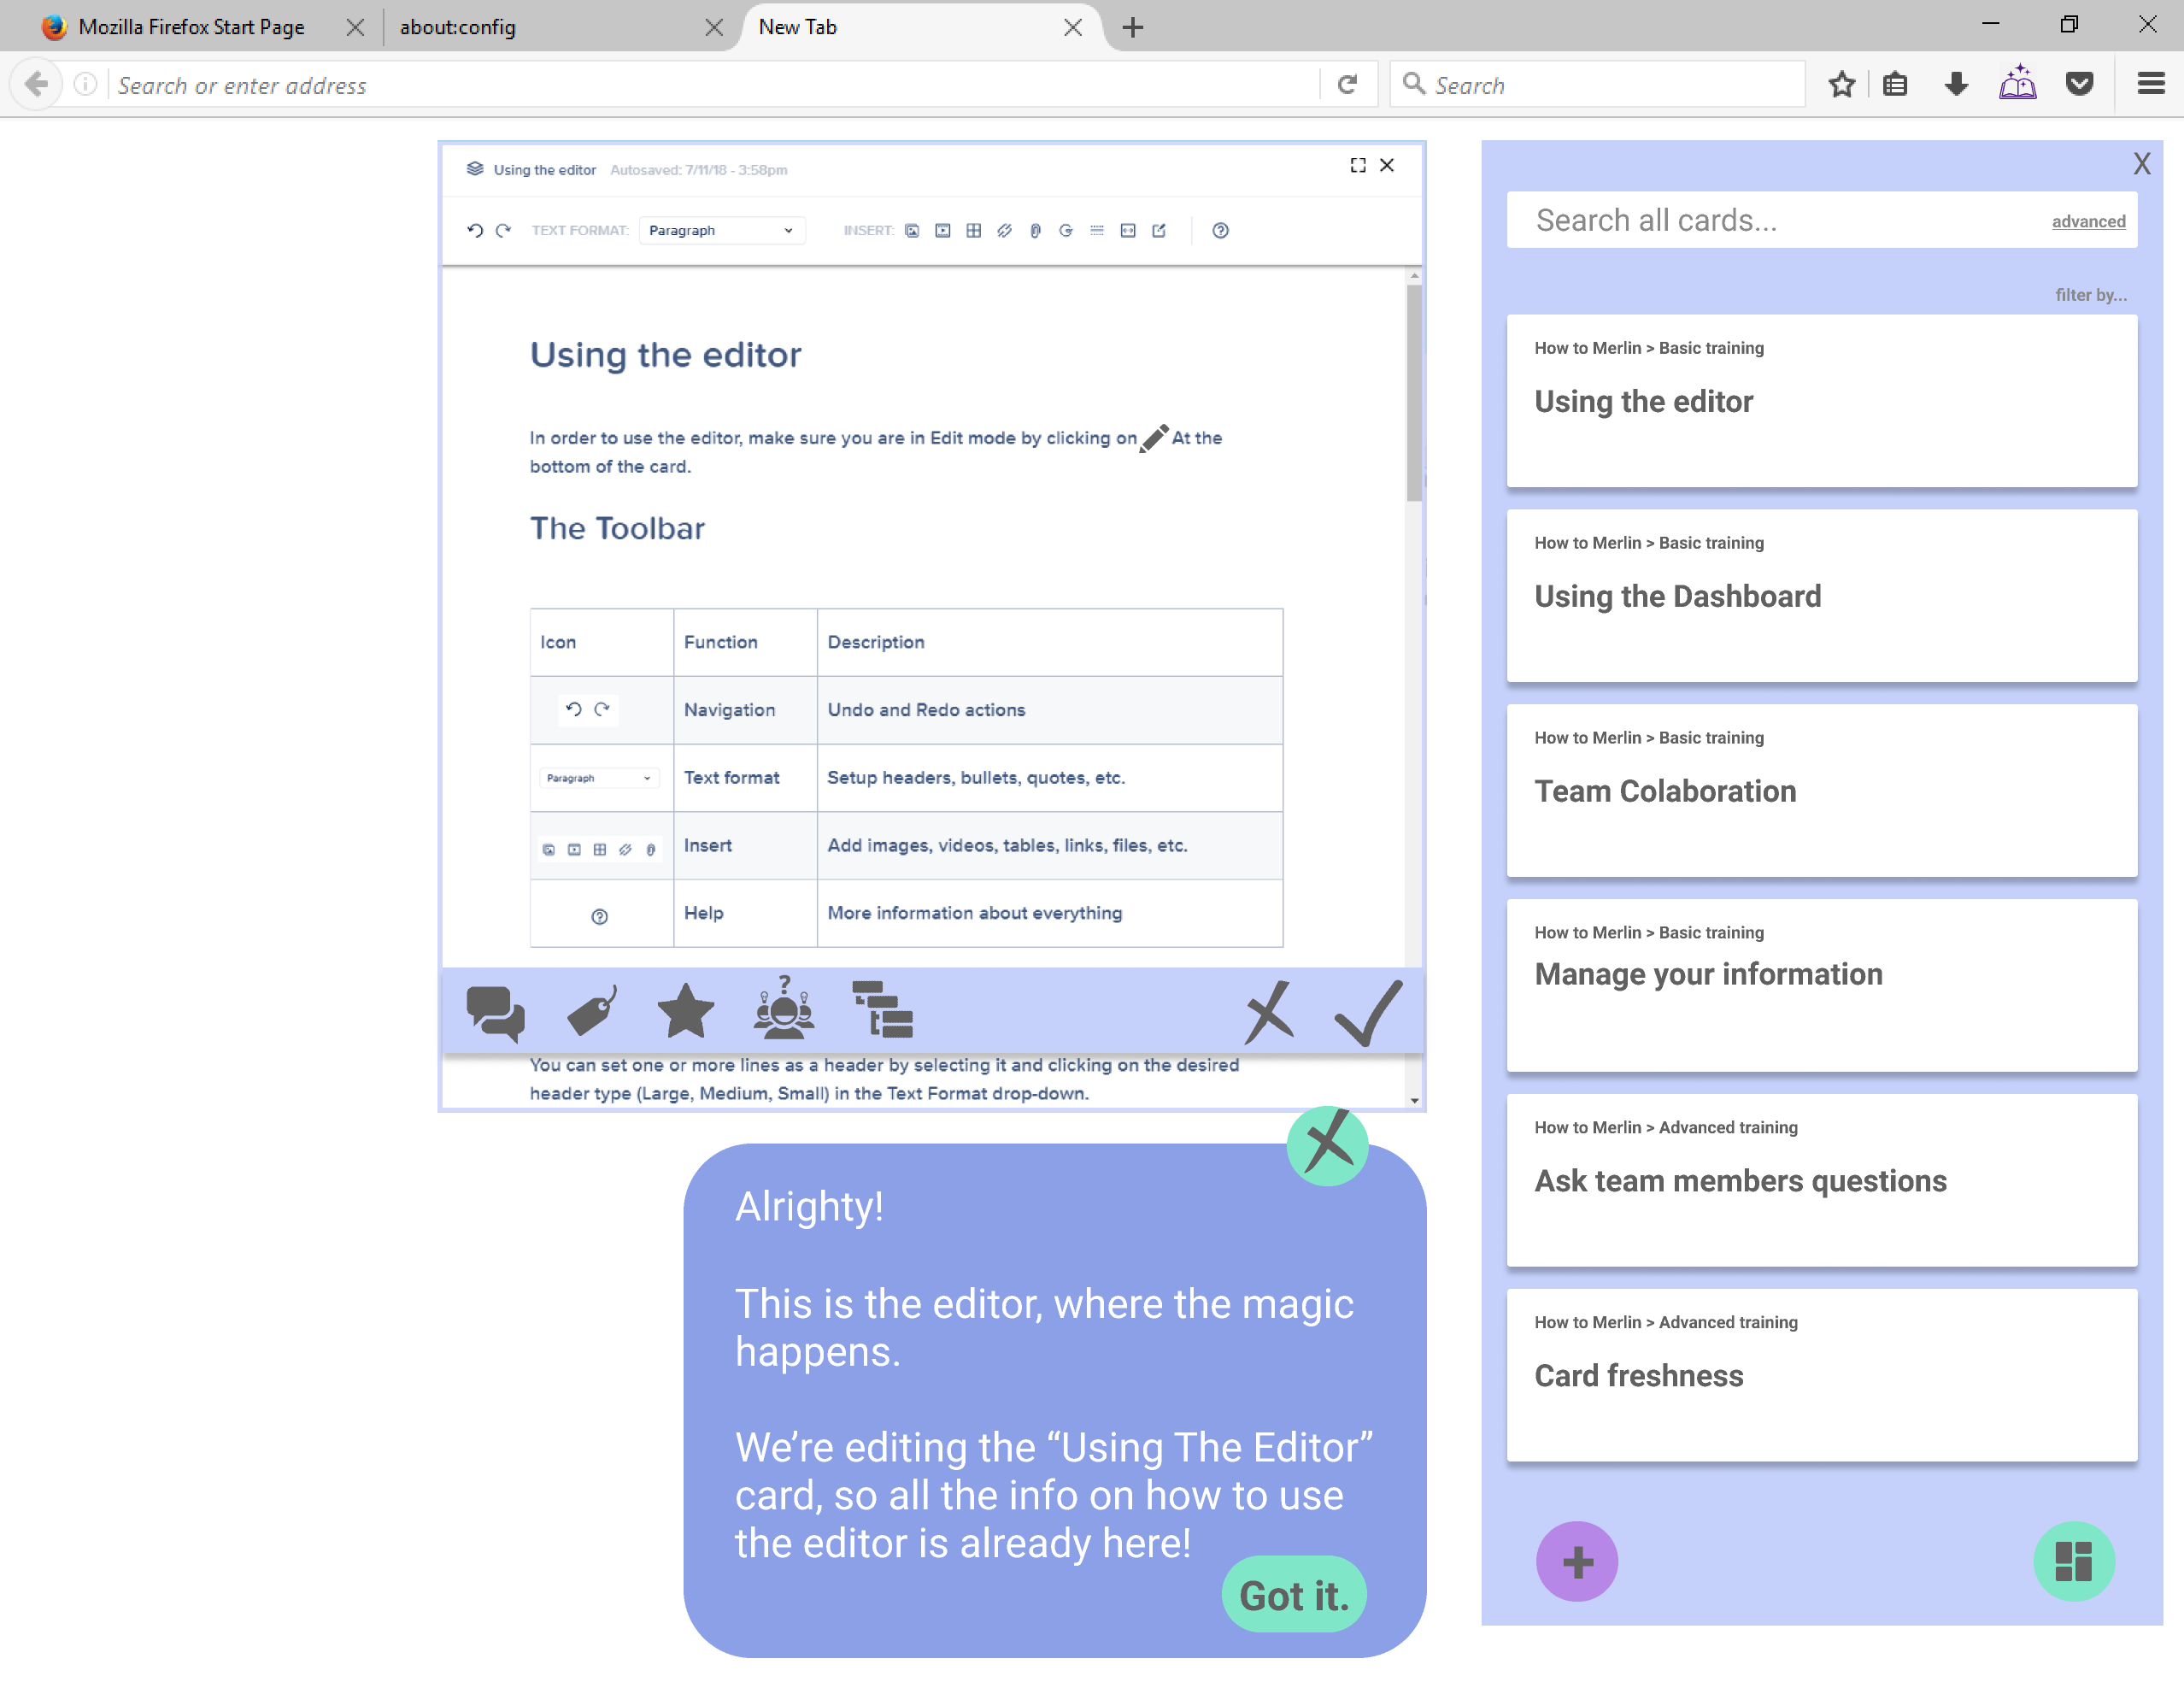 Mozilla Firefox Start Page
about:config
New Tab
Search or enter address
Search
Using the editor Autosaved: 7/11/18 - 3:58pm
TEXT FORMAT: Paragraph INSERT:
Using the editor
In order to use the editor, make sure you are in Edit mode by clicking on At the
bottom of the card.
The Toolbar
Icon Function Description
Navigation Undo and Redo actions
Paragraph Text format Setup headers, bullets, quotes, etc.
Insert Add images, videos, tables, links, files, etc.
Help More information about everything
You can set one or more lines as a header by selecting it and clicking on the desired
header type (Large, Medium, Small) in the Text Format drop-down.
Alrighty!
This is the editor, where the magic
happens.
We’re editing the “Using The Editor”
card, so all the info on how to use
the editor is already here!
Got it.
X
Search all cards... advanced
filter by...
How to Merlin > Basic training
Using the editor
How to Merlin > Basic training
Using the Dashboard
How to Merlin > Basic training
Team Colaboration
How to Merlin > Basic training
Manage your information
How to Merlin > Advanced training
Ask team members questions
How to Merlin > Advanced training
Card freshness